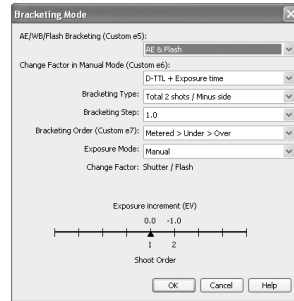 Bracketing Mode
AE/WB/Flash Bracketing (Custom e5):
AE & Flash
Change Factor in Manual Mode (Custom e6):
D-TTL + Exposure time
Bracketing Type: Total 2 shots / Minus side
Bracketing Step: 1.0
Bracketing Order (Custom e7): Metered > Under > Over
Exposure Mode: Manual
Change Factor: Shutter / Flash
Exposure increment (EV)
0.0 -1.0
1 2
Shoot Order
OK Cancel Help